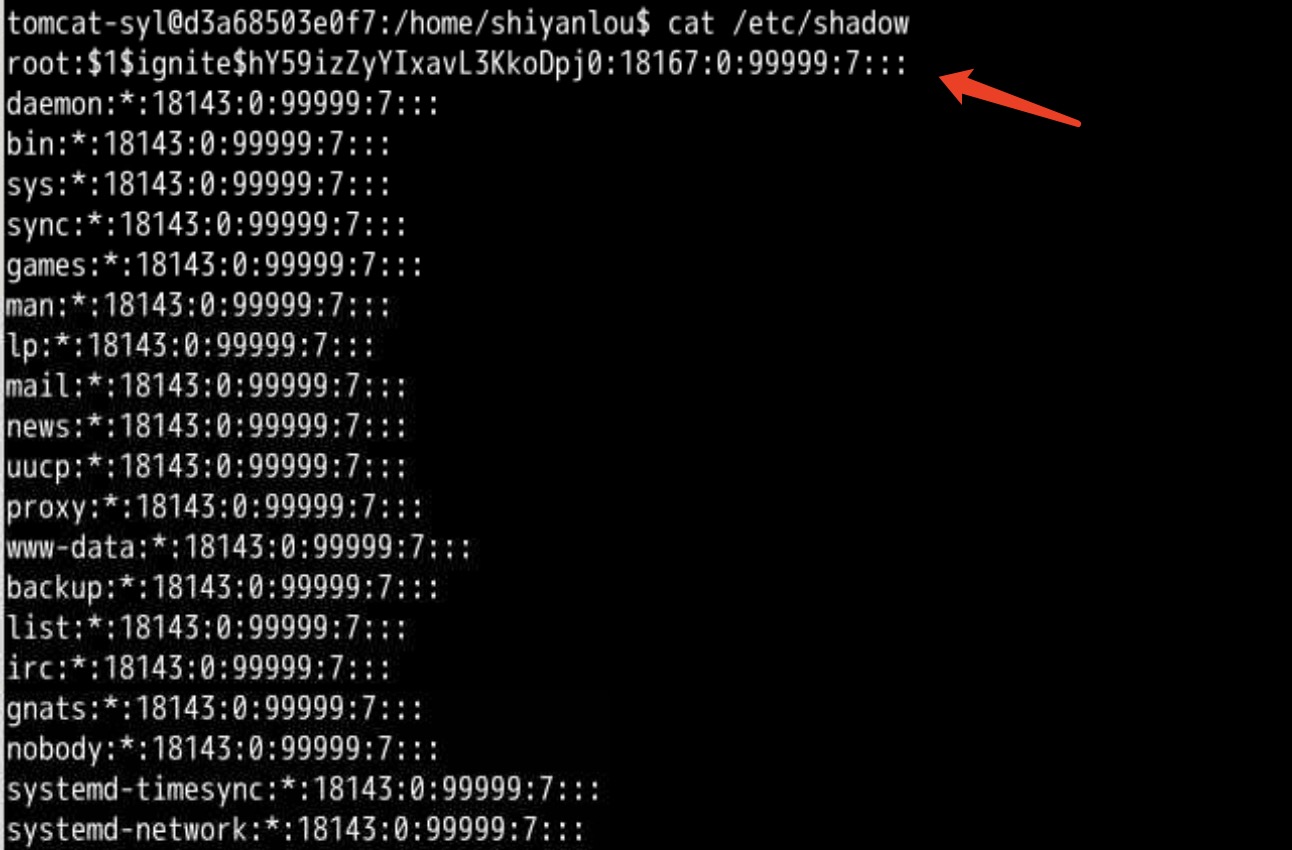 tomcat-syl@d3a68503e0f7:/home/shiyanlou$ cat /etc/shadow
root:$1$ignite$hY59izZyYIxavL3KkoDpj0:18167:0:99999:7:::
daemon:*:18143:0:99999:7:::
bin:*:18143:0:99999:7:::
sys:*:18143:0:99999:7:::
sync:*:18143:0:99999:7:::
games:*:18143:0:99999:7:::
man:*:18143:0:99999:7:::
lp:*:18143:0:99999:7:::
mail:*:18143:0:99999:7:::
news:*:18143:0:99999:7:::
uucp:*:18143:0:99999:7:::
proxy:*:18143:0:99999:7:::
www-data:*:18143:0:99999:7:::
backup:*:18143:0:99999:7:::
list:*:18143:0:99999:7:::
irc:*:18143:0:99999:7:::
gnats:*:18143:0:99999:7:::
nobody:*:18143:0:99999:7:::
systemd-timesync:*:18143:0:99999:7:::
systemd-network:*:18143:0:99999:7:::